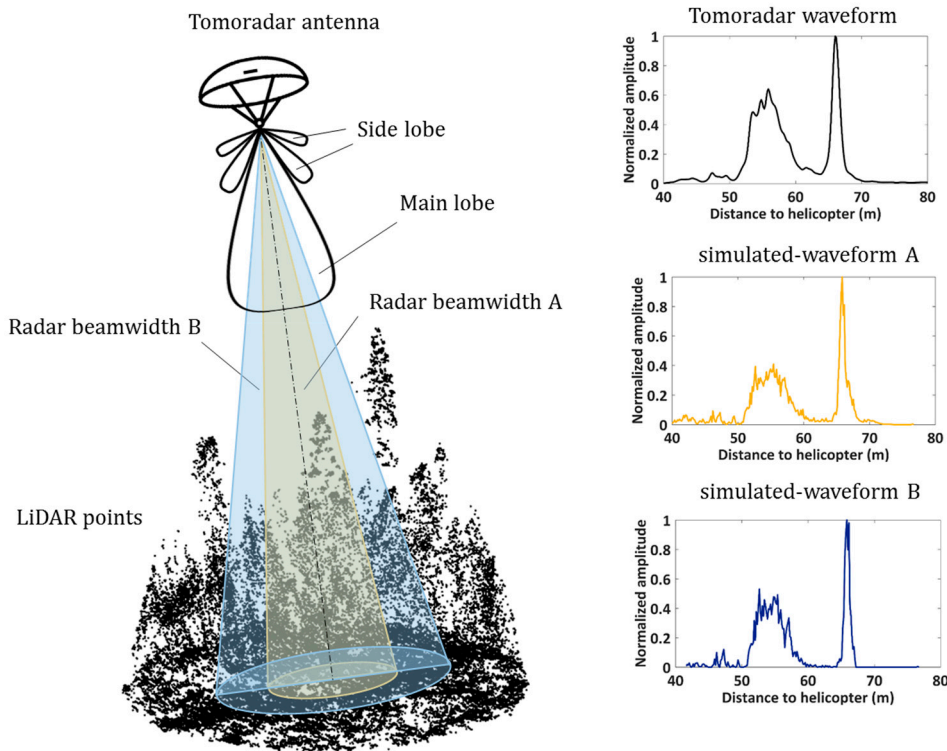 Tomoradar antenna
Side lobe
Main lobe
Radar beamwidth A
Radar beamwidth B
LiDAR points
Tomoradar waveform
Normalized amplitude
1
0.8
0.6
0.4
0.2
0
40 50 60 70 80
Distance to helicopter (m)
simulated-waveform A
Normalized amplitude
1
0.8
0.6
0.4
0.2
0
40 50 60 70 80
Distance to helicopter (m)
simulated-waveform B
Normalized amplitude
1
0.8
0.6
0.4
0.2
0
40 50 60 70 80
Distance to helicopter (m)